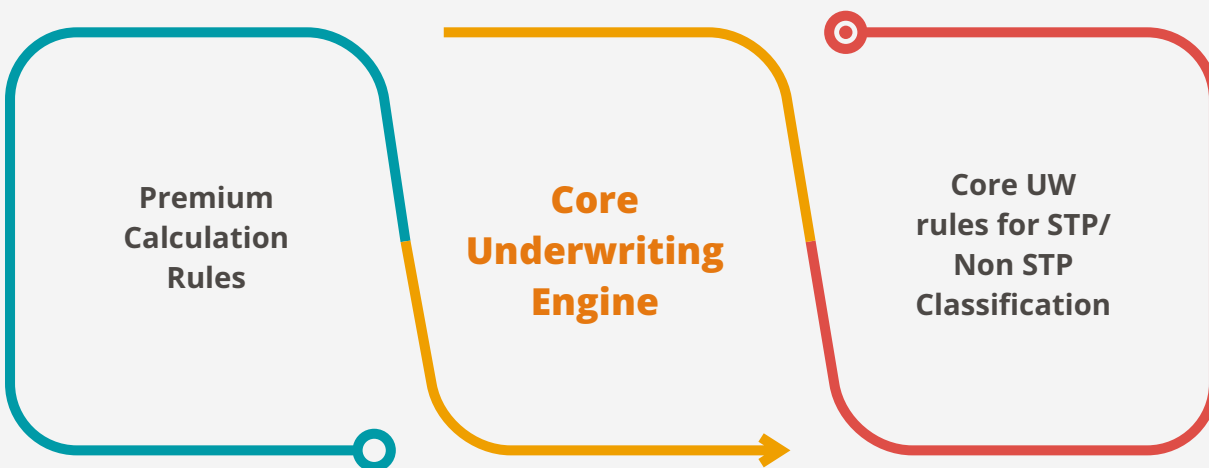 Premium
Calculation
Rules
Core
Underwriting
Engine
Core UW
rules for STP/
Non STP
Classification